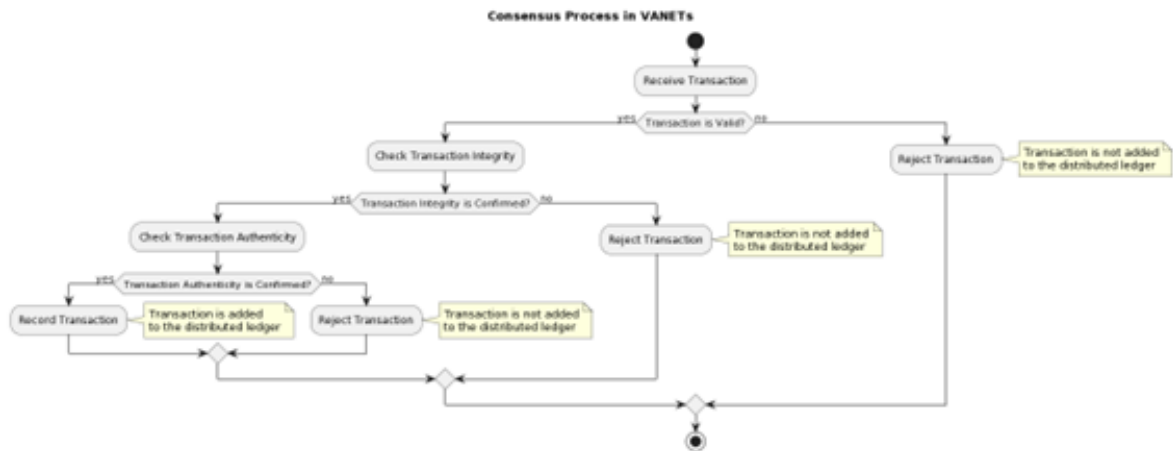 Consensus Process in VANETs
Receive Transaction
yes
Transaction is Valid?
no
Check Transaction Integrity
Reject Transaction
Transaction is not added
to the distributed ledger
yes
Transaction Integrity is Confirmed?
no
Check Transaction Authenticity
Reject Transaction
Transaction is not added
to the distributed ledger
yes
Transaction Authenticity is Confirmed?
no
Record Transaction
Transaction is added
to the distributed ledger
Reject Transaction
Transaction is not added
to the distributed ledger